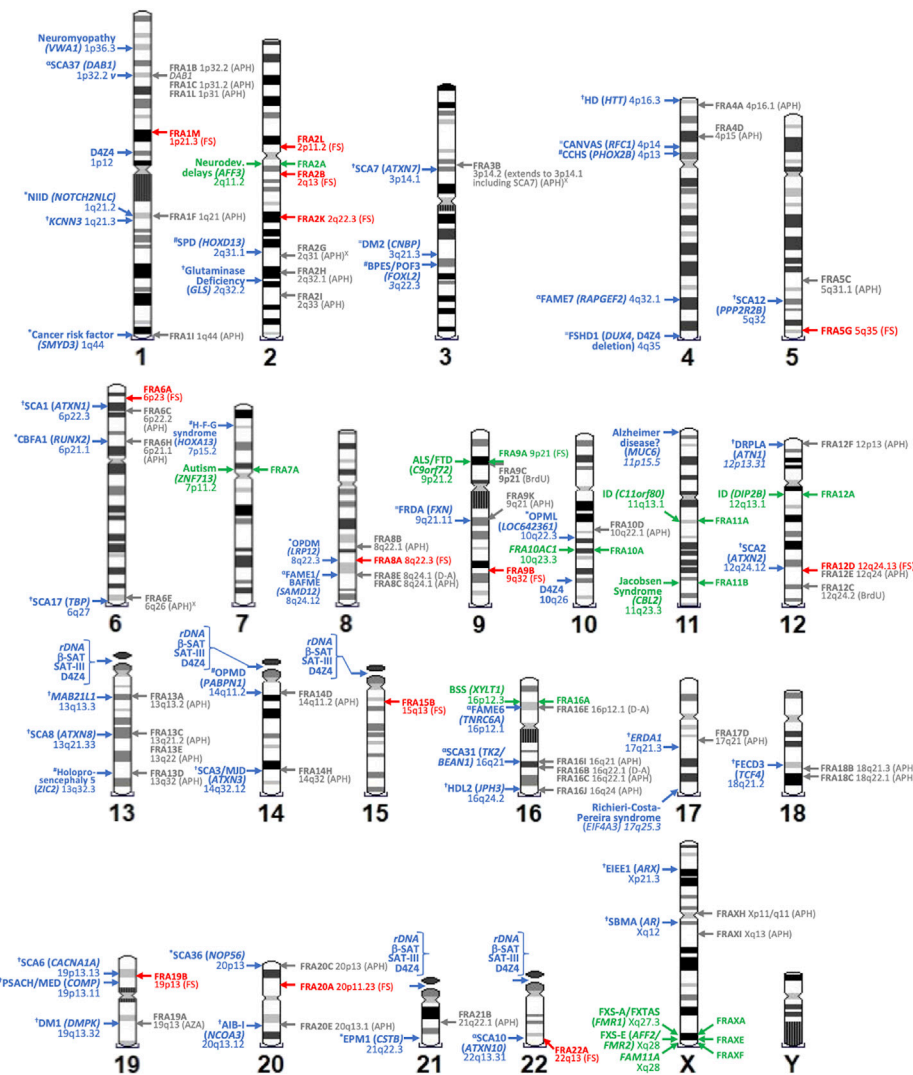 Neuromyopathy
(VWA1) 1p36.3
ᵅSCA37 (DAB1)
1p32.2 v
D4Z4
1p12
*NIID (NOTCH2NLC)
1q21.2
†KCNN3 1q21.3
*Cancer risk factor
(SMYD3) 1q44
FRA1B 1p32.2 (APH)
DAB1
FRA1C 1p31.2 (APH)
FRA1L 1p31 (APH)
FRA1M
1p21.3 (FS)
FRA1F 1q21 (APH)
FRA1I 1q44 (APH)
1
Neurodev.
delays (AFF3)
2q11.2
#SPD (HOXD13)
2q31.1
†Glutaminase
Deficiency
(GLS) 2q32.2
FRA2L
2p11.2 (FS)
FRA2A
FRA2B
2q13 (FS)
FRA2K 2q22.3 (FS)
FRA2G
2q31 (APH)ˣ
FRA2H
2q32.1 (APH)
FRA2I
2q33 (APH)
2
†SCA7 (ATXN7)
3p14.1
°DM2 (CNBP)
3q21.3
#BPES/POF3
(FOXL2)
3q22.3
FRA3B
3p14.2 (extends to 3p14.1
including SCA7) (APH)ˣ
3
†HD (HTT) 4p16.3
°CANVAS (RFC1) 4p14
#CCHS (PHOX2B) 4p13
ᵅFAME7 (RAPGEF2) 4q32.1
°FSHD1 (DUX4, D4Z4
deletion) 4q35
FRA4A 4p16.1 (APH)
FRA4D
4p15 (APH)
4
†SCA12
(PPP2R2B)
5q32
FRA5C
5q31.1 (APH)
FRA5G 5q35 (FS)
5
†SCA1 (ATXN1)
6p22.3
*CBFA1 (RUNX2)
6p21.1
†SCA17 (TBP)
6q27
FRA6A
6p23 (FS)
FRA6C
6p22.2
(APH)
FRA6H
6p21.1
(APH)
FRA6E
6q26 (APH)ˣ
6
#H-F-G
syndrome
(HOXA13)
7p15.2
Autism
(ZNF713)
7p11.2
FRA7A
7
*OPDM
(LRP12)
8q22.3
ᵅFAME1/
BAFME
(SAMD12)
8q24.12
FRA8B
8q22.1 (APH)
FRA8A 8q22.3 (FS)
FRA8E 8q24.1 (D-A)
FRA8C 8q24.1 (APH)
8
ALS/FTD
(C9orf72)
9p21.2
°FRDA (FXN)
9q21.11
FRA9A 9p21 (FS)
FRA9C
9p21 (BrdU)
FRA9K
9q21 (APH)
FRA9B
9q32 (FS)
9
*OPML
(LOC642361)
10q22.3
FRA10AC1
10q23.3
D4Z4
10q26
FRA10D
10q22.1 (APH)
FRA10A
10
Alzheimer
disease?
(MUC6)
11p15.5
ID (C11orf80)
11q13.1
Jacobsen
Syndrome
(CBL2)
11q23.3
FRA11A
FRA11B
11
†DRPLA
(ATN1)
12p13.31
ID (DIP2B)
12q13.1
†SCA2
(ATXN2)
12q24.12
FRA12F 12p13 (APH)
FRA12A
FRA12D 12q24.13 (FS)
FRA12E 12q24 (APH)
FRA12C
12q24.2 (BrdU)
12
rDNA
β-SAT
SAT-III
D4Z4
†MAB21L1
13q13.3
†SCA8 (ATXN8)
13q21.33
#Holopro-
sencephaly 5
(ZIC2) 13q32.3
FRA13A
13q13.2 (APH)
FRA13C
13q21.2 (APH)
FRA13E
13q22 (APH)
FRA13D
13q32 (APH)
13
rDNA
β-SAT
SAT-III
D4Z4
#OPMD
(PABPN1)
14q11.2
†SCA3/MJD
(ATXN3)
14q32.12
FRA14D
14q11.2 (APH)
FRA14H
14q32 (APH)
14
rDNA
β-SAT
SAT-III
D4Z4
FRA15B
15q13 (FS)
15
BSS (XYLT1)
16p12.3
ᵅFAME6
(TNRC6A)
16p12.1
ᵅSCA31 (TK2/
BEAN1) 16q21
†HDL2 (JPH3)
16q24.2
FRA16A
FRA16E 16p12.1 (D-A)
FRA16I 16q21 (APH)
FRA16B 16q22.1 (D-A)
FRA16C 16q22.1 (APH)
FRA16J 16q24 (APH)
16
†ERDA1
17q21.3
Richieri-Costa-
Pereira syndrome
(EIF4A3) 17q25.3
FRA17D
17q21 (APH)
17
†FECD3
(TCF4)
18q21.2
FRA18B 18q21.3 (APH)
FRA18C 18q22.1 (APH)
18
†SCA6 (CACNA1A)
19p13.13
†PSACH/MED (COMP)
19p13.11
†DM1 (DMPK)
19q13.32
FRA19B
19p13 (FS)
FRA19A
19q13 (AZA)
19
*SCA36 (NOP56)
20p13
†AIB-I
(NCOA3)
20q13.12
FRA20C 20p13 (APH)
FRA20A 20p11.23 (FS)
FRA20E 20q13.1 (APH)
20
rDNA
β-SAT
SAT-III
D4Z4
*EPM1 (CSTB)
21q22.3
FRA21B
21q22.1 (APH)
21
rDNA
β-SAT
SAT-III
D4Z4
ᵅSCA10
(ATXN10)
22q13.31
FRA22A
22q13 (FS)
22
†EIEE1 (ARX)
Xp21.3
†SBMA (AR)
Xq12
FXS-A/FXTAS
(FMR1) Xq27.3
FXS-E (AFF2/
FMR2) Xq28
FAM11A
Xq28
FRAXH Xp11/q11 (APH)
FRAXI Xq13 (APH)
FRAXA
FRAXE
FRAXF
X
Y